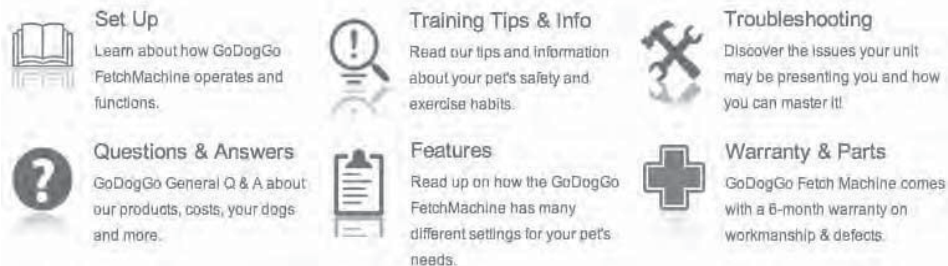 Set Up
Learn about how GoDogGo
FetchMachine operates and
functions.
Training Tips & Info
Read our tips and information
about your pet's safety and
exercise habits.
Troubleshooting
Discover the issues your unit
may be presenting you and how
you can master it!
Questions & Answers
GoDogGo General Q & A about
our products, costs, your dogs
and more.
Features
Read up on how the GoDogGo
FetchMachine has many
different settings for your pet's
needs.
Warranty & Parts
GoDogGo Fetch Machine comes
with a 6-month warranty on
workmanship & defects.